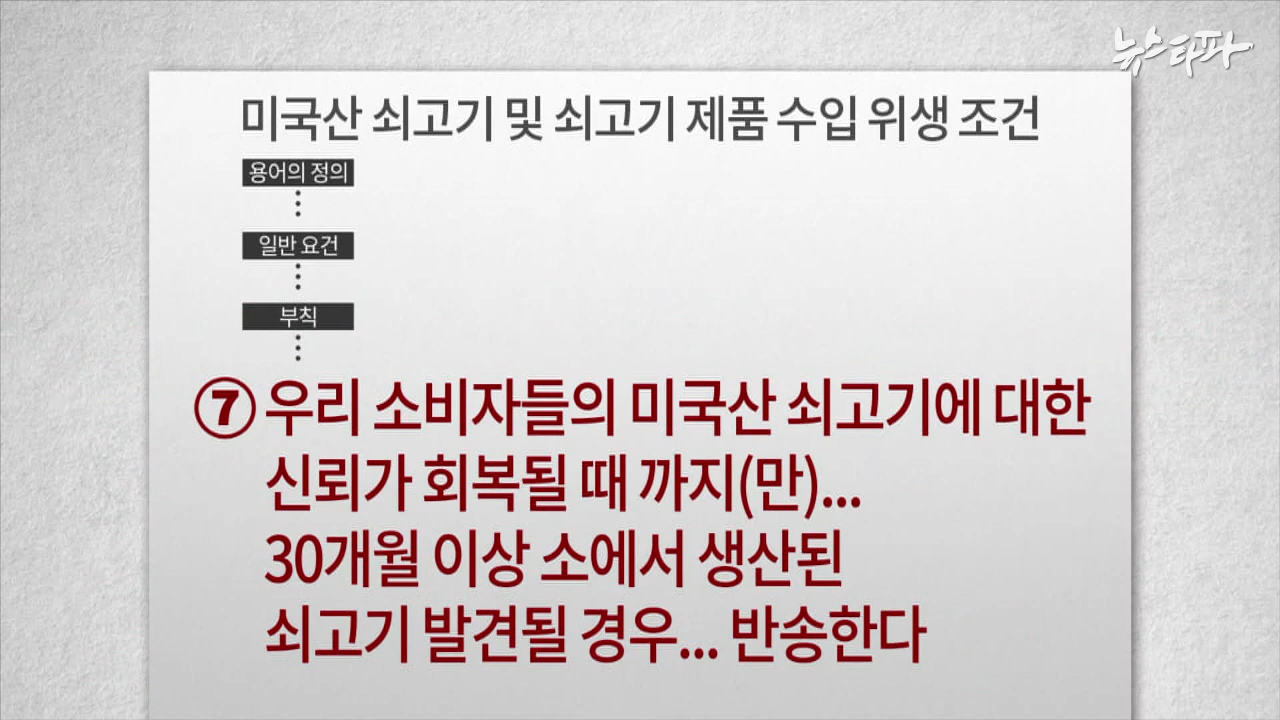 뉴스타파
미국산 쇠고기 및 쇠고기 제품 수입 위생 조건
용어의 정의
일반 요건
부칙
⑦ 우리 소비자들의 미국산 쇠고기에 대한
신뢰가 회복될 때 까지(만)...
30개월 이상 소에서 생산된
쇠고기 발견될 경우... 반송한다